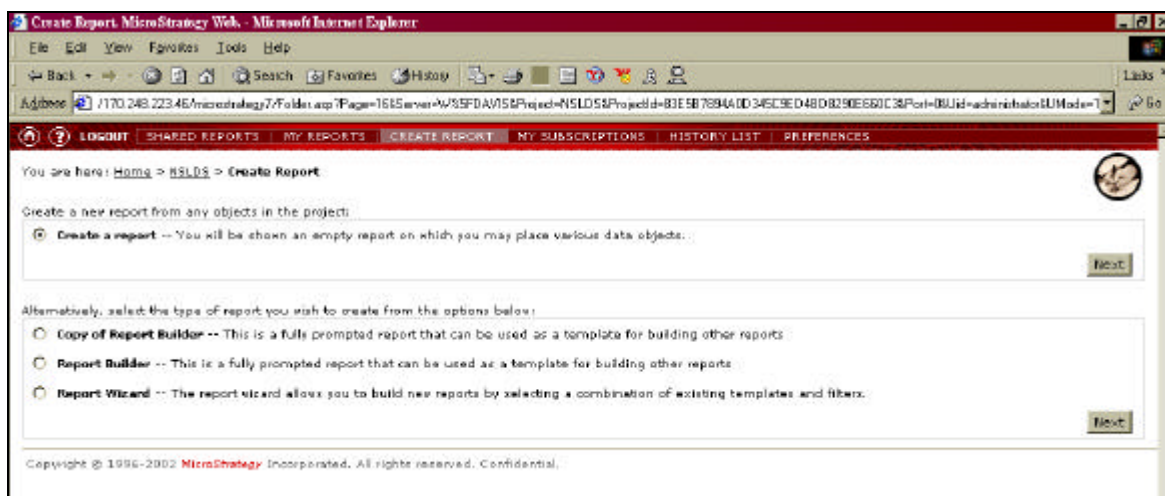 Create Report. MicroStrategy Web. - Microsoft Internet Explorer
File Edit View Favorites Tools Help
Back Search Favorites History Links
Address Go
LOGOUT | SHARED REPORTS | MY REPORTS | CREATE REPORT | MY SUBSCRIPTIONS | HISTORY LIST | PREFERENCES
You are here: Home > NSLDS > Create Report
Create a new report from any objects in the project:
Create a report -- You will be shown an empty report on which you may place various data objects.
Next
Alternatively, select the type of report you wish to create from the options below:
Copy of Report Builder -- This is a fully prompted report that can be used as a template for building other reports
Report Builder -- This is a fully prompted report that can be used as a template for building other reports
Report Wizard -- The report wizard allows you to build new reports by selecting a combination of existing templates and filters.
Next
Copyright © 1996-2002 MicroStrategy Incorporated. All rights reserved. Confidential.